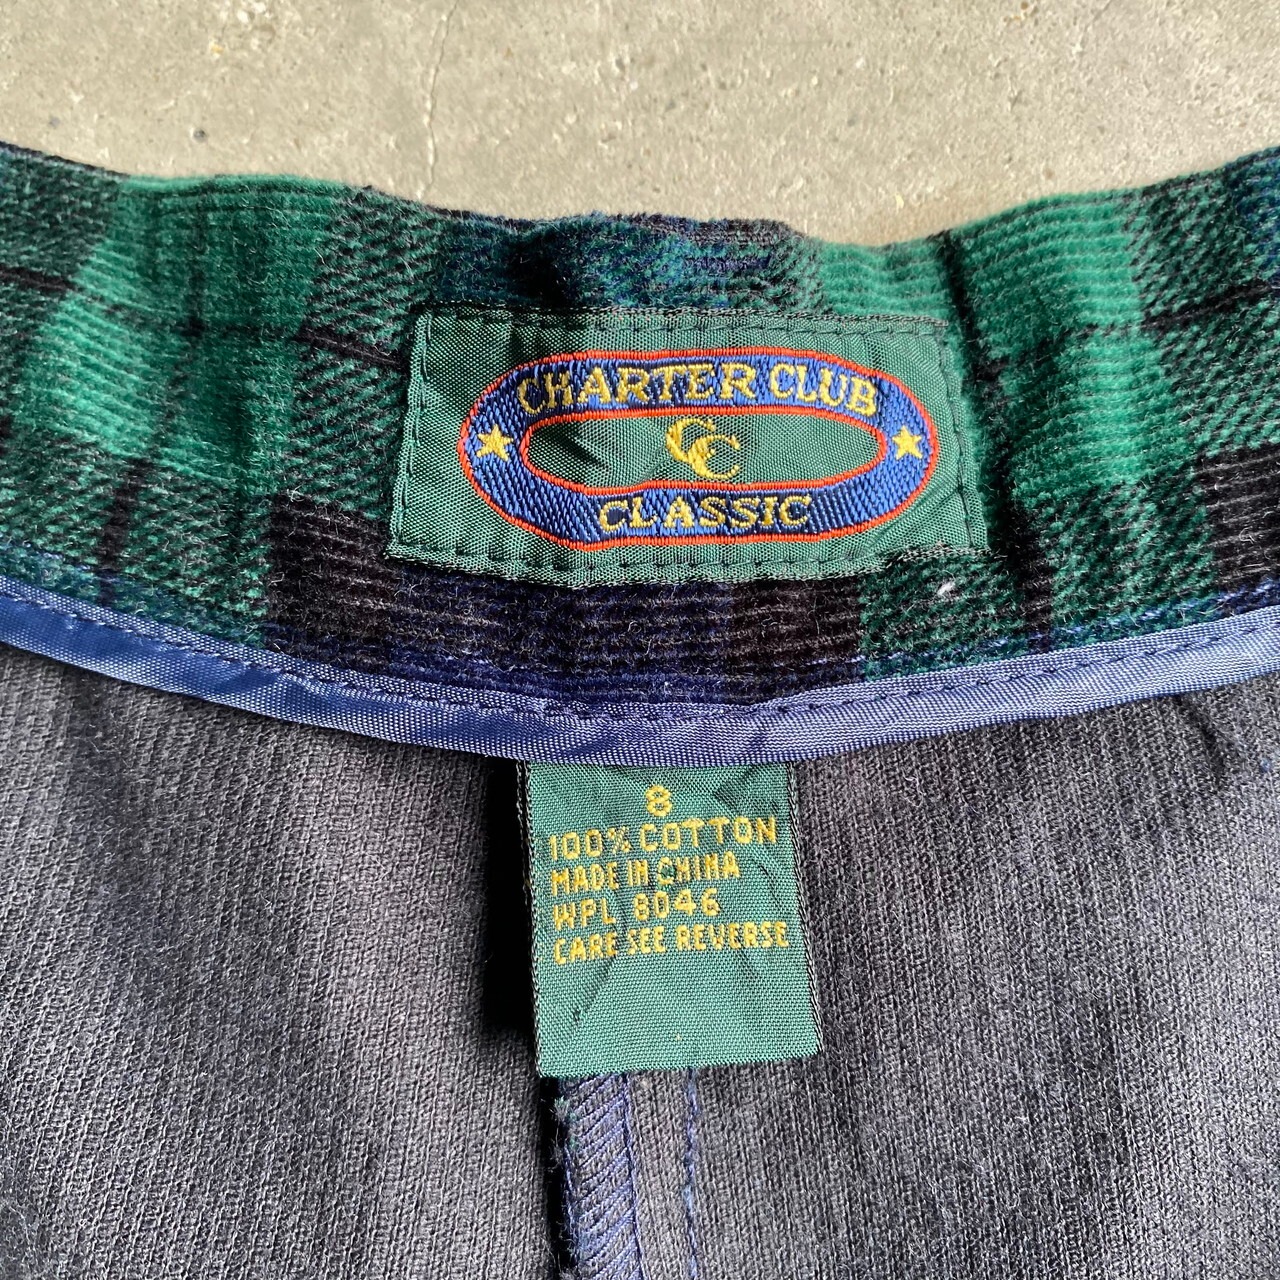 CHARTER CLUB
CC
CLASSIC
8
100% COTTON
MADE IN CHINA
WPL 8046
CARE SEE REVERSE